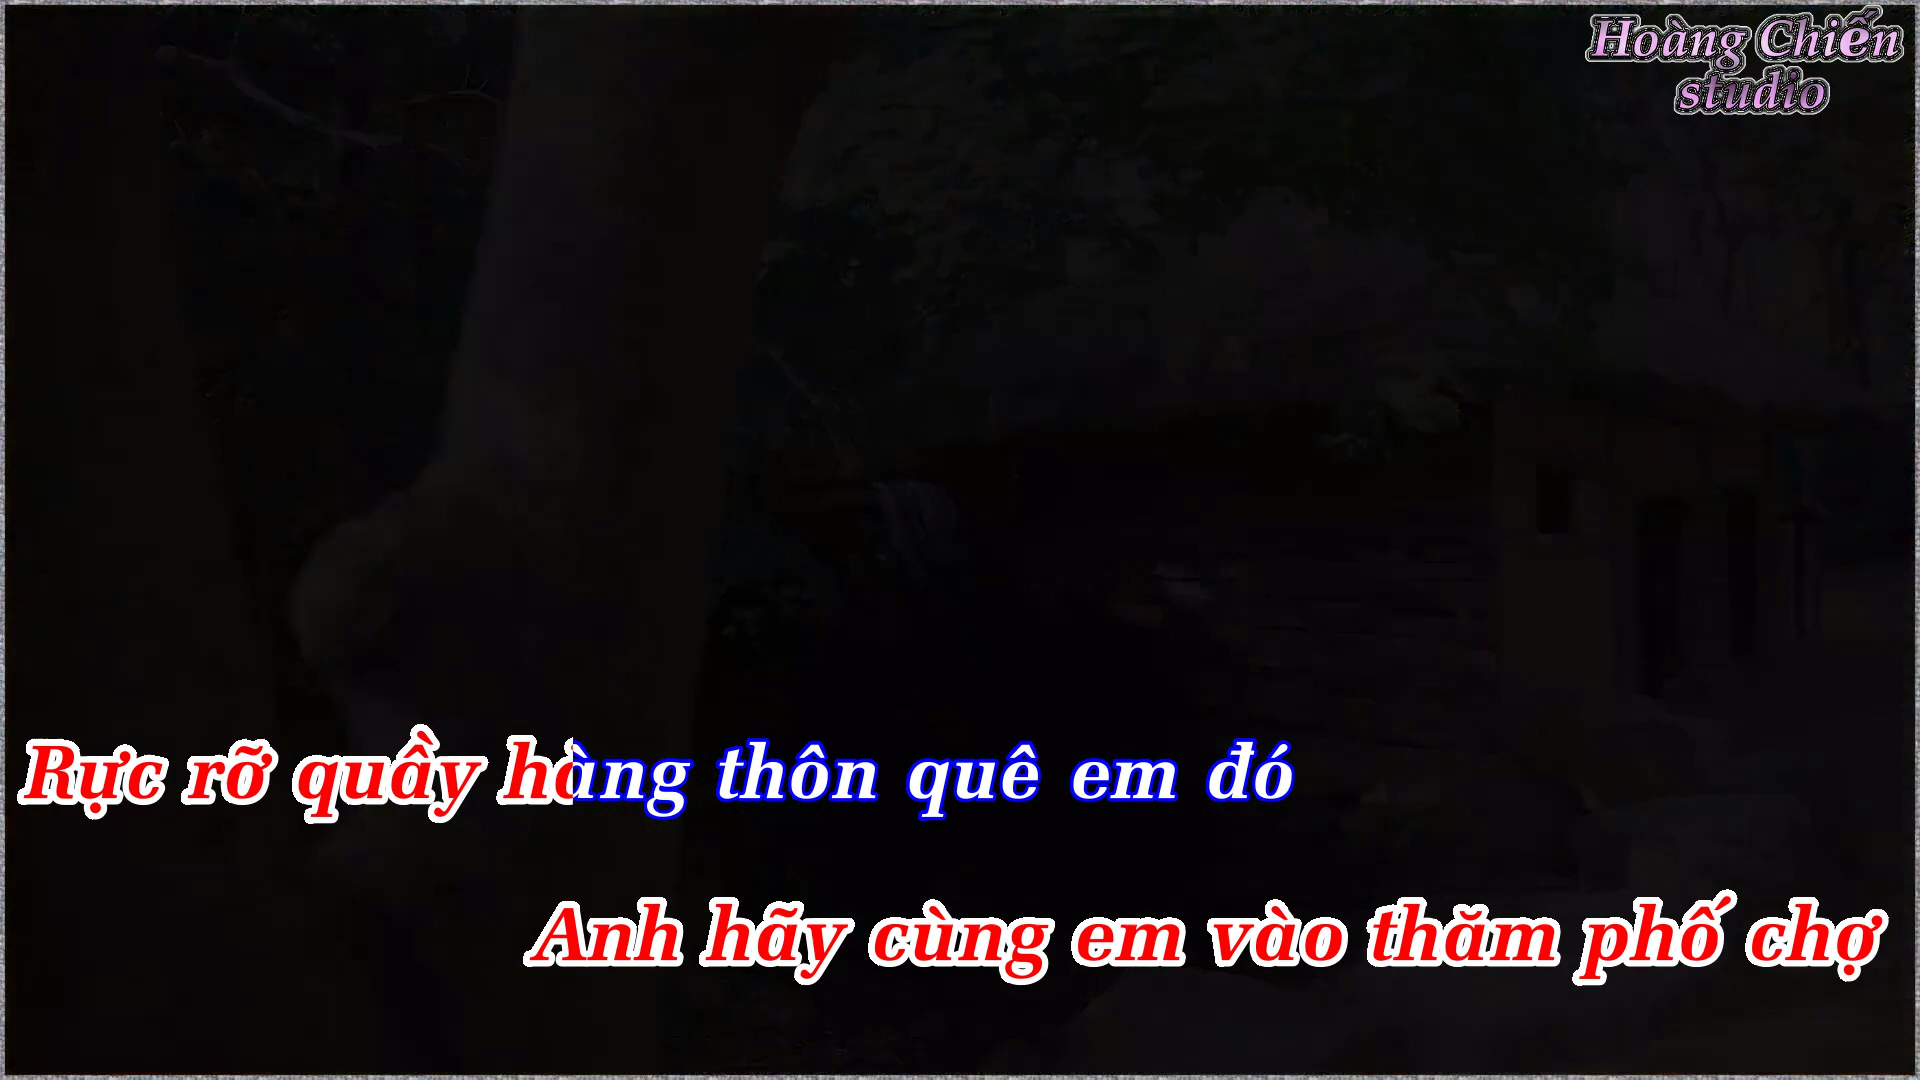 Hoàng Chiến
studio
Rực rỡ quầy hàng thôn quê em đó
Anh hãy cùng em vào thăm phố chợ